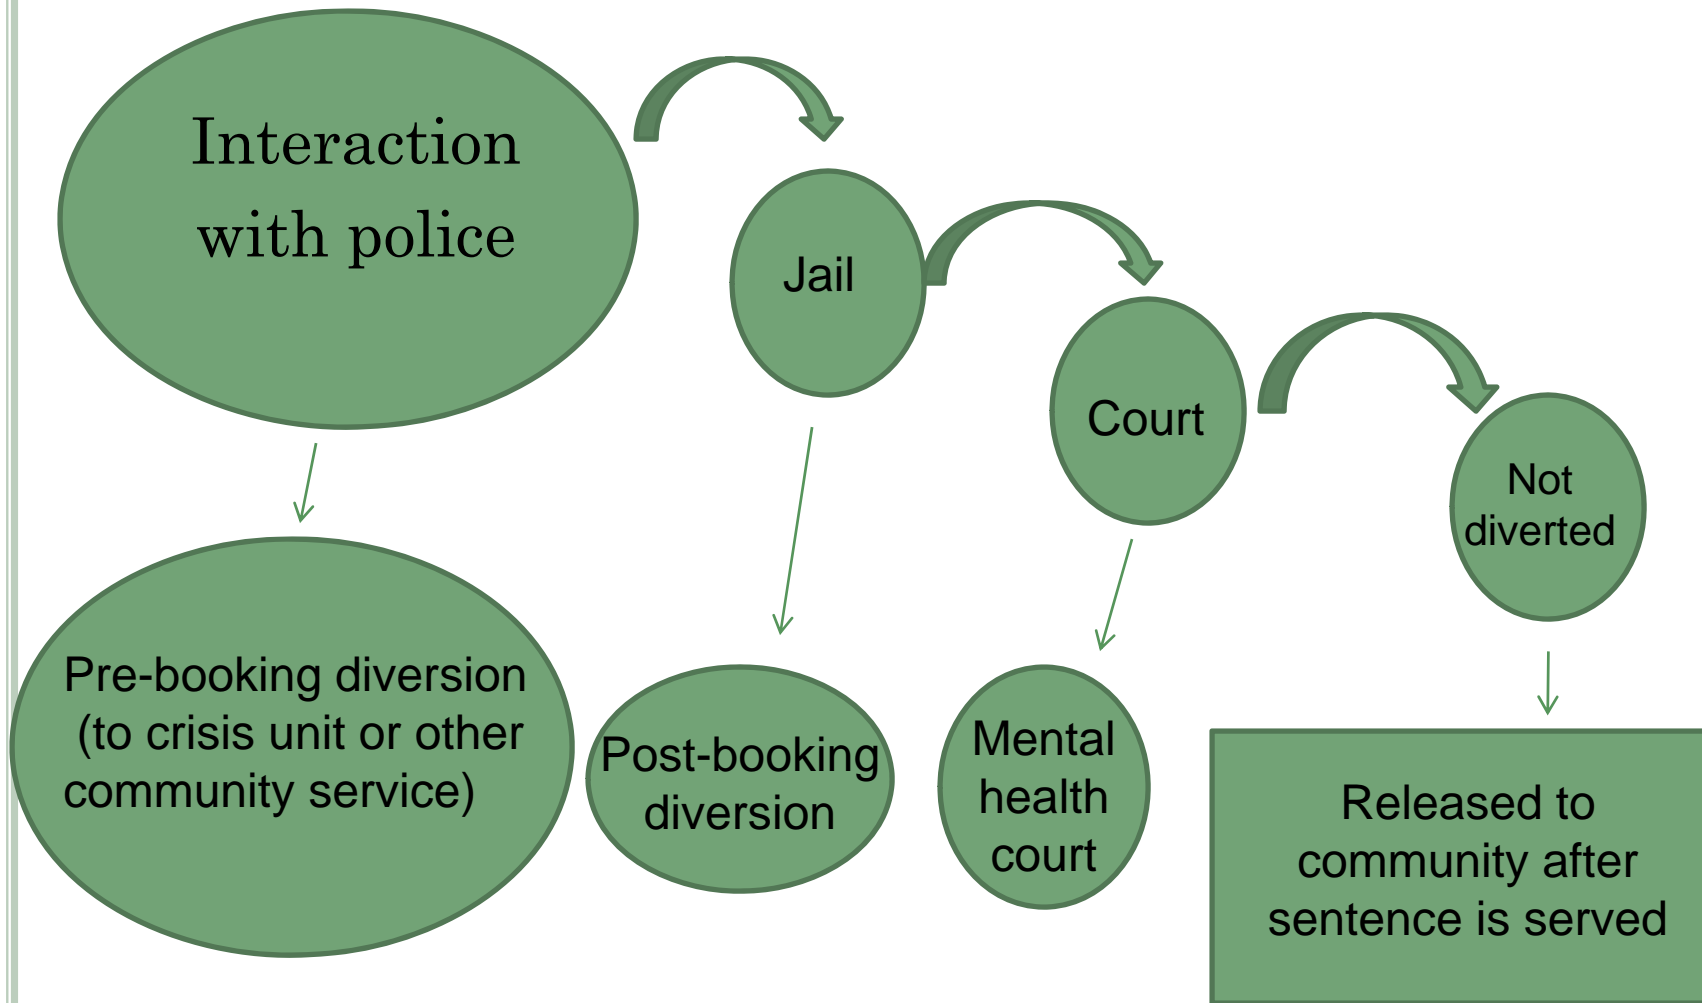 Interaction
with police
Jail
Court
Not
diverted
Pre-booking diversion
(to crisis unit or other
community service)
Post-booking
diversion
Mental
health
court
Released to
community after
sentence is served